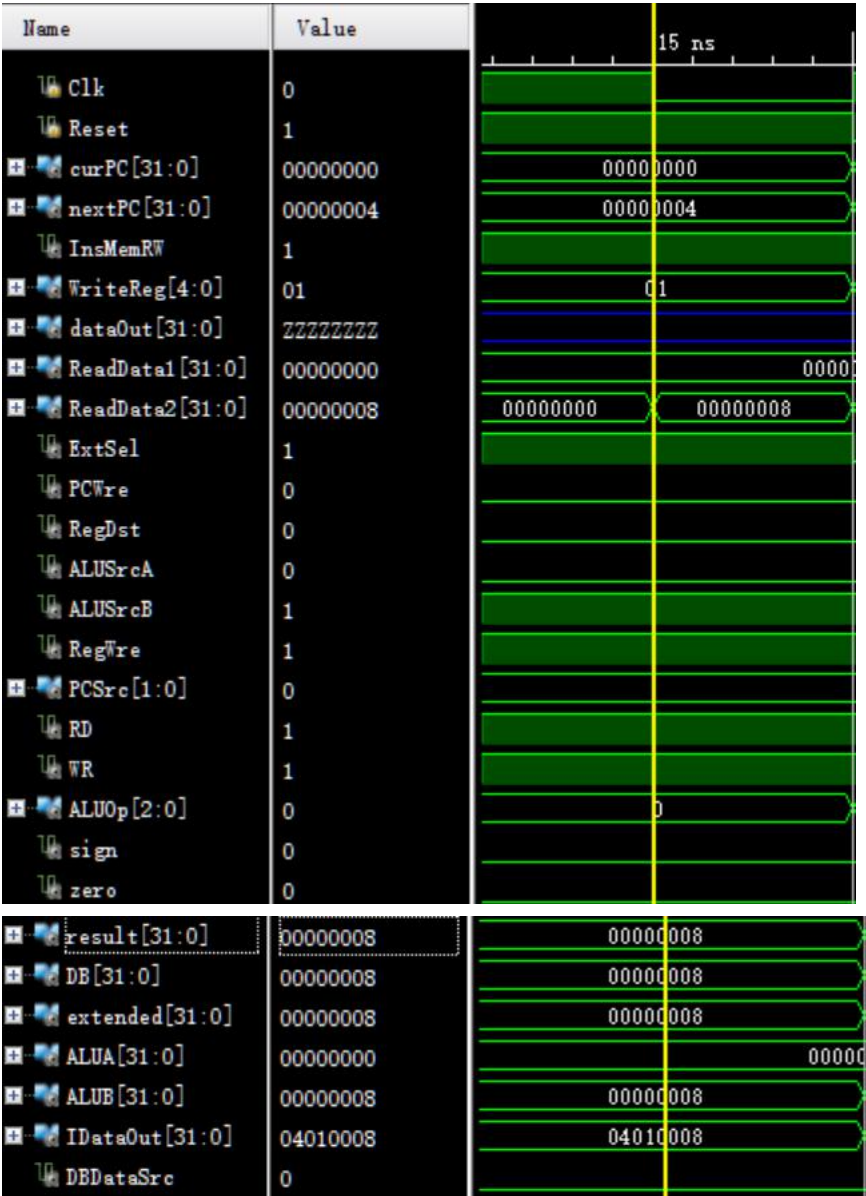 Name Value 15 ns
Clk 0
Reset 1
curPC[31:0] 00000000 00000000
nextPC[31:0] 00000004 00000004
InsMemRW 1
WriteReg[4:0] 01 01
dataOut[31:0] ZZZZZZZZ
ReadData1[31:0] 00000000 0000
ReadData2[31:0] 00000008 00000000 00000008
ExtSel 1
PCWre 0
RegDst 0
ALUSrcA 0
ALUSrcB 1
RegWre 1
PCSrc[1:0] 0
RD 1
WR 1
ALUOp[2:0] 0 0
sign 0
zero 0
result[31:0] 00000008 00000008
DB[31:0] 00000008 00000008
extended[31:0] 00000008 00000008
ALUA[31:0] 00000000 00000
ALUB[31:0] 00000008 00000008
IDataOut[31:0] 04010008 04010008
DBDataSrc 0